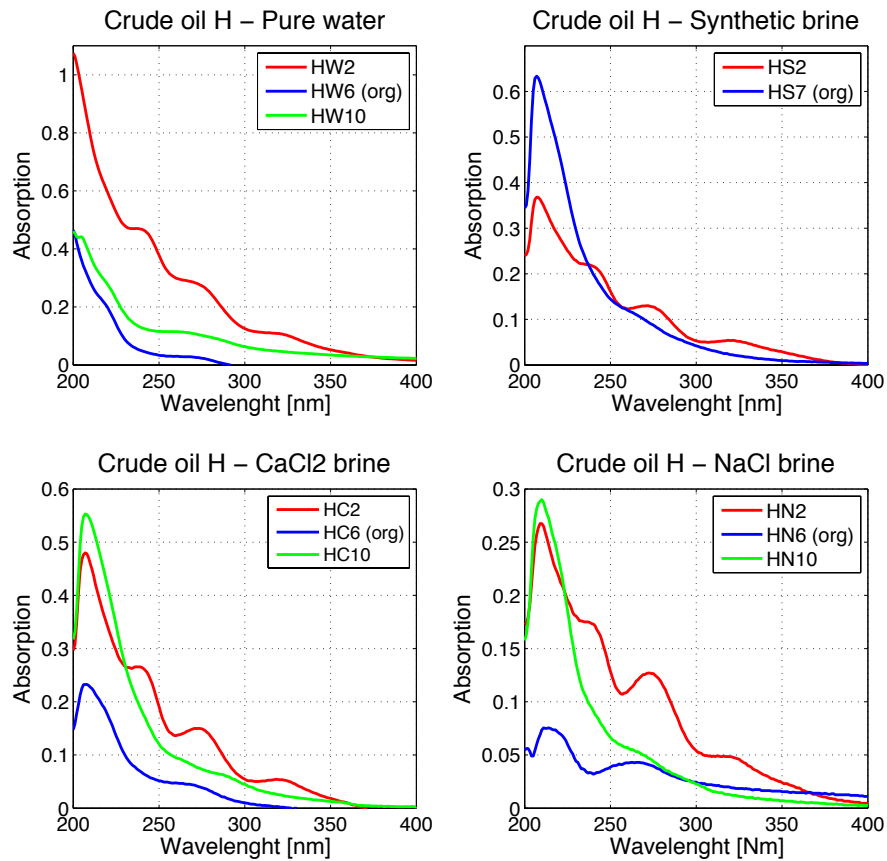 Crude oil H − Pure water
Absorption
1
0.8
0.6
0.4
0.2
0
200 250 300 350 400
Wavelenght [nm]
HW2
HW6 (org)
HW10
Crude oil H − Synthetic brine
Absorption
0.6
0.5
0.4
0.3
0.2
0.1
0
200 250 300 350 400
Wavelenght [nm]
HS2
HS7 (org)
Crude oil H − CaCl2 brine
Absorption
0.6
0.5
0.4
0.3
0.2
0.1
0
200 250 300 350 400
Wavelenght [nm]
HC2
HC6 (org)
HC10
Crude oil H − NaCl brine
Absorption
0.3
0.25
0.2
0.15
0.1
0.05
0
200 250 300 350 400
Wavelenght [Nm]
HN2
HN6 (org)
HN10